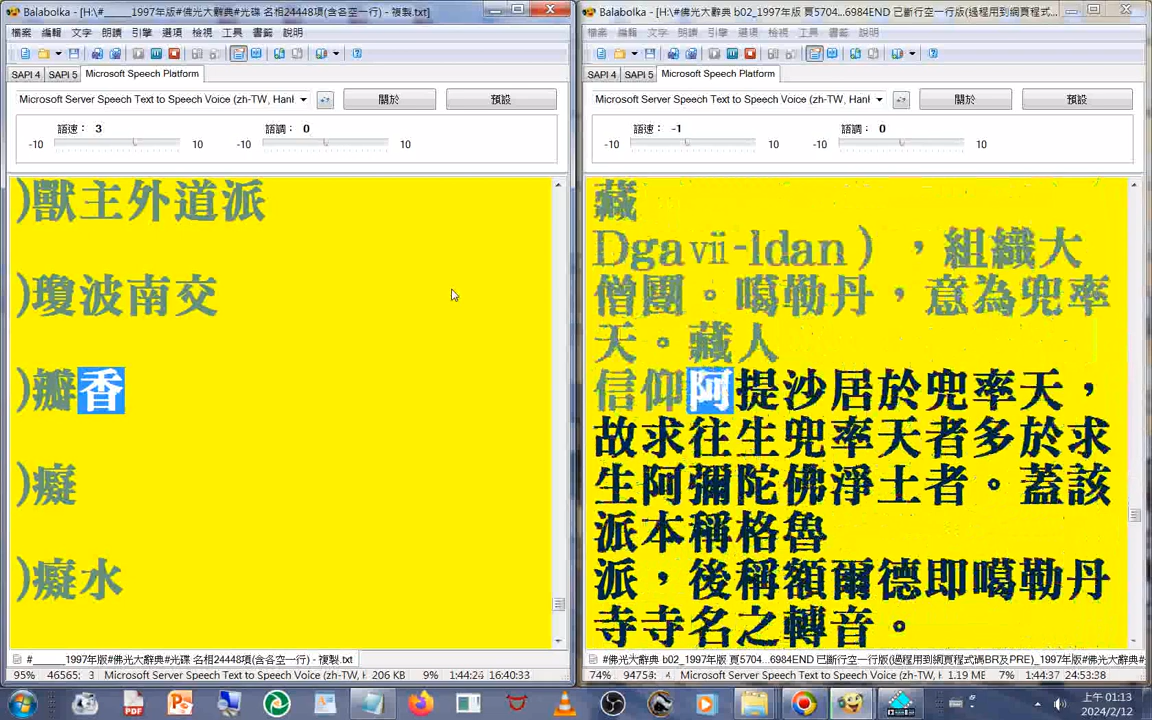 Balabolka - [H:\#_____1997年版#佛光大辭典#光碟 名相24448項(含各空一行) - 複製.txt]
檔案 編輯 文字 朗讀 引擎 選項 檢視 工具 書籤 說明
SAPI 4 SAPI 5 Microsoft Speech Platform
Microsoft Server Speech Text to Speech Voice (zh-TW, Hanl
關於 預設
語速： 3 語調： 0
-10 10 -10 10
)獸主外道派
)瓊波南交
)瓣香
)癡
)癡水
#_____1997年版#佛光大辭典#光碟 名相24448項(含各空一行) - 複製.txt
95% 46565: 3 Microsoft Server Speech Text to Speech Voice (zh-TW, H 206 KB 9% 1:44:24 16:40:33
Balabolka - [H:\#佛光大辭典 b02_1997年版 頁5704...6984END 已斷行空一行版(過程用到網頁程式...
檔案 編輯 文字 朗讀 引擎 選項 檢視 工具 書籤 說明
SAPI 4 SAPI 5 Microsoft Speech Platform
Microsoft Server Speech Text to Speech Voice (zh-TW, Hanl
關於 預設
語速： -1 語調： 0
-10 10 -10 10
藏
Dgaⅶ-ldan），組織大
僧團。噶勒丹，意為兜率
天。藏人
信仰阿提沙居於兜率天，
故求往生兜率天者多於求
生阿彌陀佛淨土者。蓋該
派本稱格魯
派，後稱額爾德即噶勒丹
寺寺名之轉音。
#佛光大辭典 b02_1997年版 頁5704...6984END 已斷行空一行版(過程用到網頁程式碼BR及PRE)_1997年版#佛光大辭典#
74% 94754: 4 Microsoft Server Speech Text to Speech Voice (zh-TW, 1.19 ME 7% 1:44:37 24:53:38
上午 01:13
2024/2/12